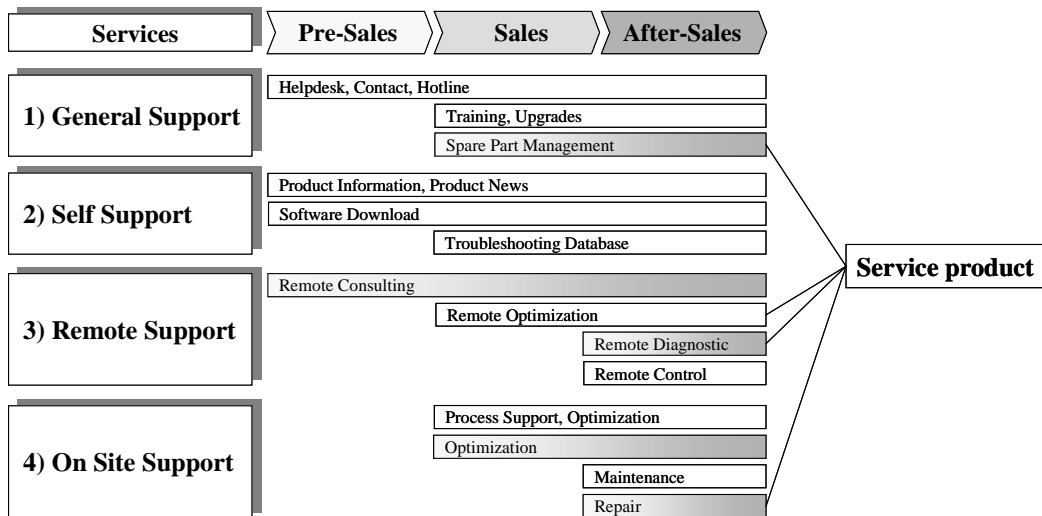 Services
Pre-Sales
Sales
After-Sales
1) General Support
Helpdesk, Contact, Hotline
Training, Upgrades
Spare Part Management
2) Self Support
Product Information, Product News
Software Download
Troubleshooting Database
Service product
3) Remote Support
Remote Consulting
Remote Optimization
Remote Diagnostic
Remote Control
4) On Site Support
Process Support, Optimization
Optimization
Maintenance
Repair